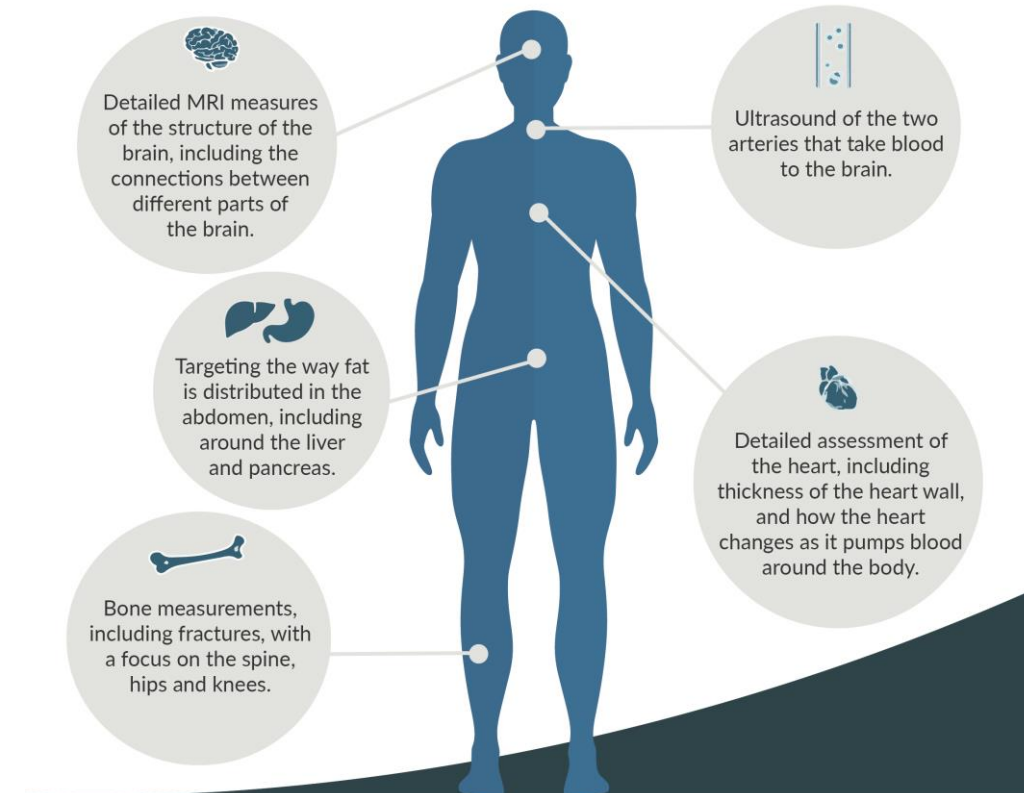 Detailed MRI measures
of the structure of the
brain, including the
connections between
different parts of
the brain.
Ultrasound of the two
arteries that take blood
to the brain.
Targeting the way fat
is distributed in the
abdomen, including
around the liver
and pancreas.
Detailed assessment of
the heart, including
thickness of the heart wall,
and how the heart
changes as it pumps blood
around the body.
Bone measurements,
including fractures, with
a focus on the spine,
hips and knees.